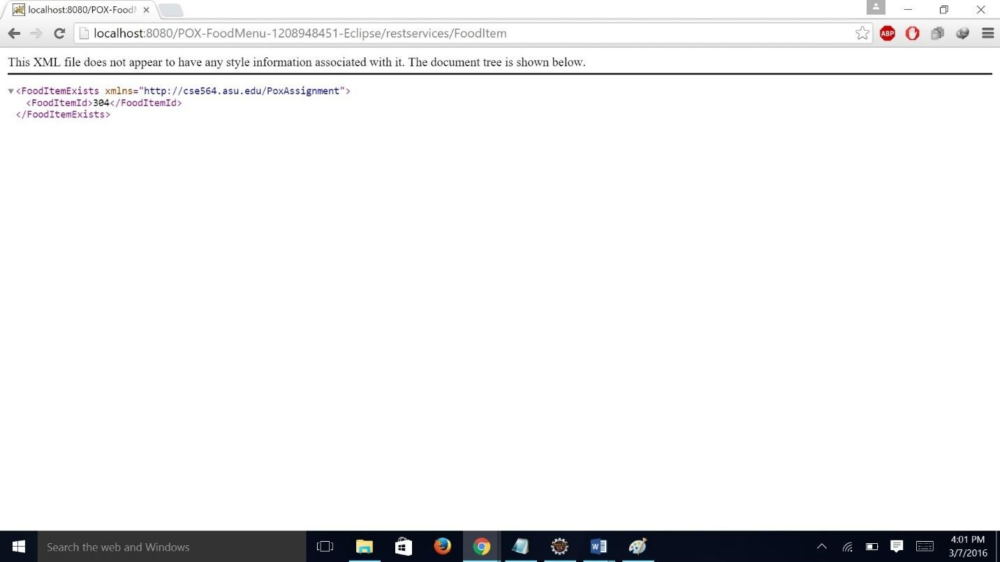 localhost:8080/POX-Food
localhost:8080/POX-FoodMenu-1208948451-Eclipse/restservices/FoodItem
ABP
This XML file does not appear to have any style information associated with it. The document tree is shown below.
▼<FoodItemExists xmlns="http://cse564.asu.edu/PoxAssignment">
<FoodItemId>304</FoodItemId>
</FoodItemExists>
Search the web and Windows
4:01 PM
3/7/2016